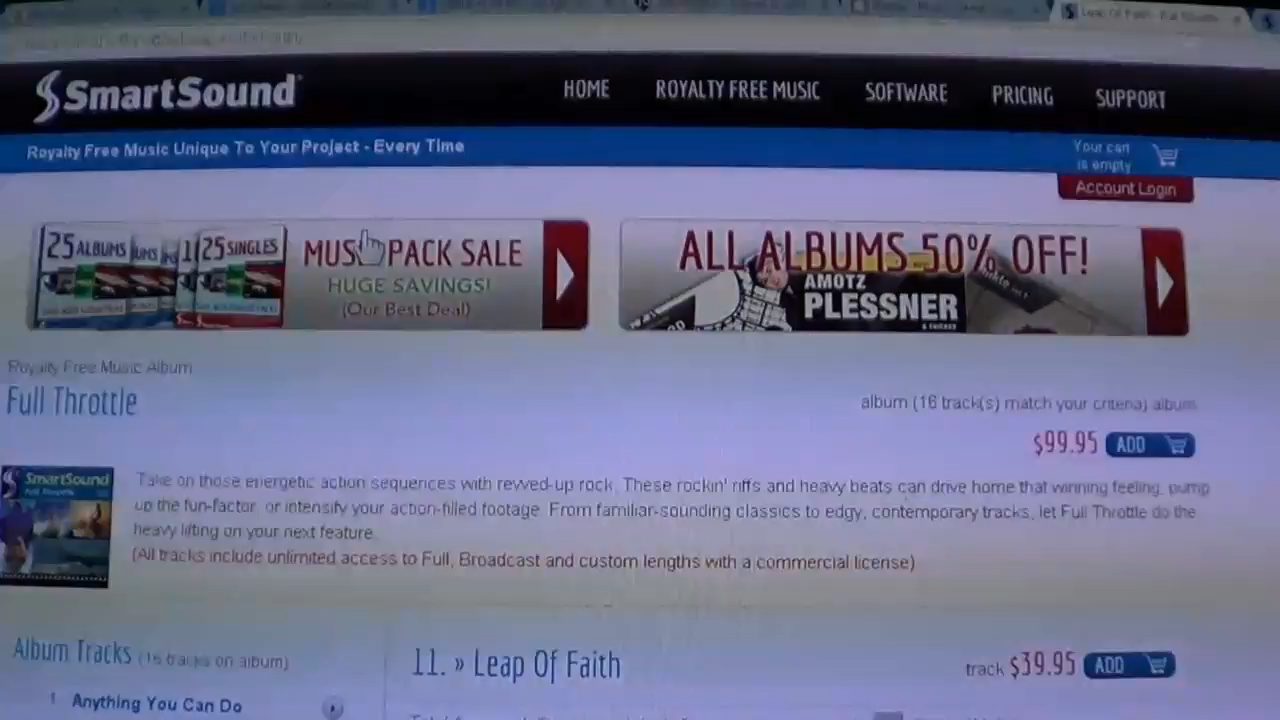 SmartSound
HOME ROYALTY FREE MUSIC SOFTWARE PRICING SUPPORT
Royalty Free Music Unique To Your Project - Every Time
Your cart
is empty
Account Login
25 ALBUMS
25 SINGLES
PACK SALE
HUGE SAVINGS!
(Our Best Deal)
ALL ALBUMS 50% OFF!
AMOTZ
PLESSNER
Royalty Free Music Album
Full Throttle
album (16 track(s) match your criteria) album
$99.95 ADD
SmartSound
Full Throttle
Take on those energetic action sequences with revved-up rock. These rockin' riffs and heavy beats can drive home that winning feeling, pump
up the fun-factor, or intensify your action-filled footage. From familiar-sounding classics to edgy, contemporary tracks, let Full Throttle do the
heavy lifting on your next feature.
(All tracks include unlimited access to Full, Broadcast and custom lengths with a commercial license)
Album Tracks (16 tracks on album)
1 Anything You Can Do
11. » Leap Of Faith
track $39.95 ADD